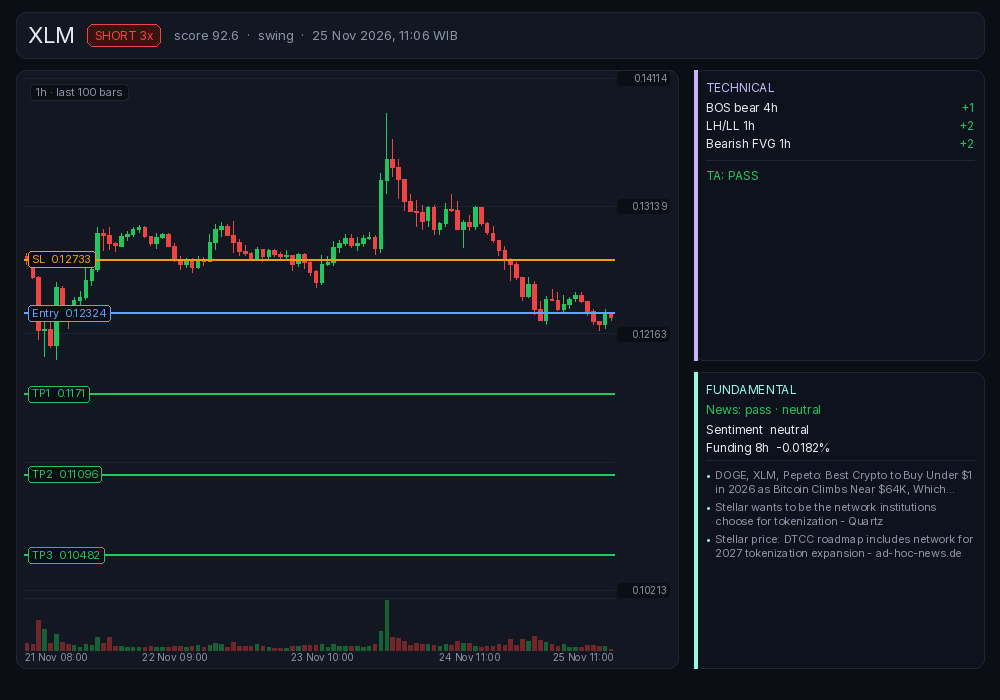 XLM SHORT 3x score 92.6 · swing · 25 Nov 2026, 11:06 WIB
1h · last 100 bars
0.14114
0.13139
SL 0.12733
Entry 0.12324
0.12163
TP1 0.1171
TP2 0.11096
TP3 0.10482
0.10213
21 Nov 08:00 22 Nov 09:00 23 Nov 10:00 24 Nov 11:00 25 Nov 11:00
TECHNICAL
BOS bear 4h +1
LH/LL 1h +2
Bearish FVG 1h +2
TA: PASS
FUNDAMENTAL
News: pass · neutral
Sentiment neutral
Funding 8h -0.0182%
• DOGE, XLM, Pepeto: Best Crypto to Buy Under $1
in 2026 as Bitcoin Climbs Near $64K, Which...
• Stellar wants to be the network institutions
choose for tokenization - Quartz
• Stellar price: DTCC roadmap includes network for
2027 tokenization expansion - ad-hoc-news.de